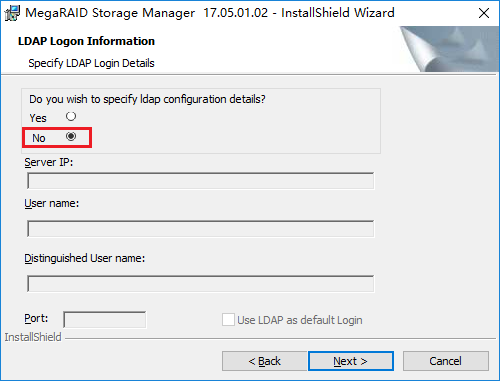 MegaRAID Storage Manager 17.05.01.02 - InstallShield Wizard
LDAP Logon Information
Specify LDAP Login Details
Do you wish to specify ldap configuration details?
Yes
No
Server IP:
User name:
Distinguished User name:
Port:
Use LDAP as default Login
InstallShield
< Back
Next >
Cancel